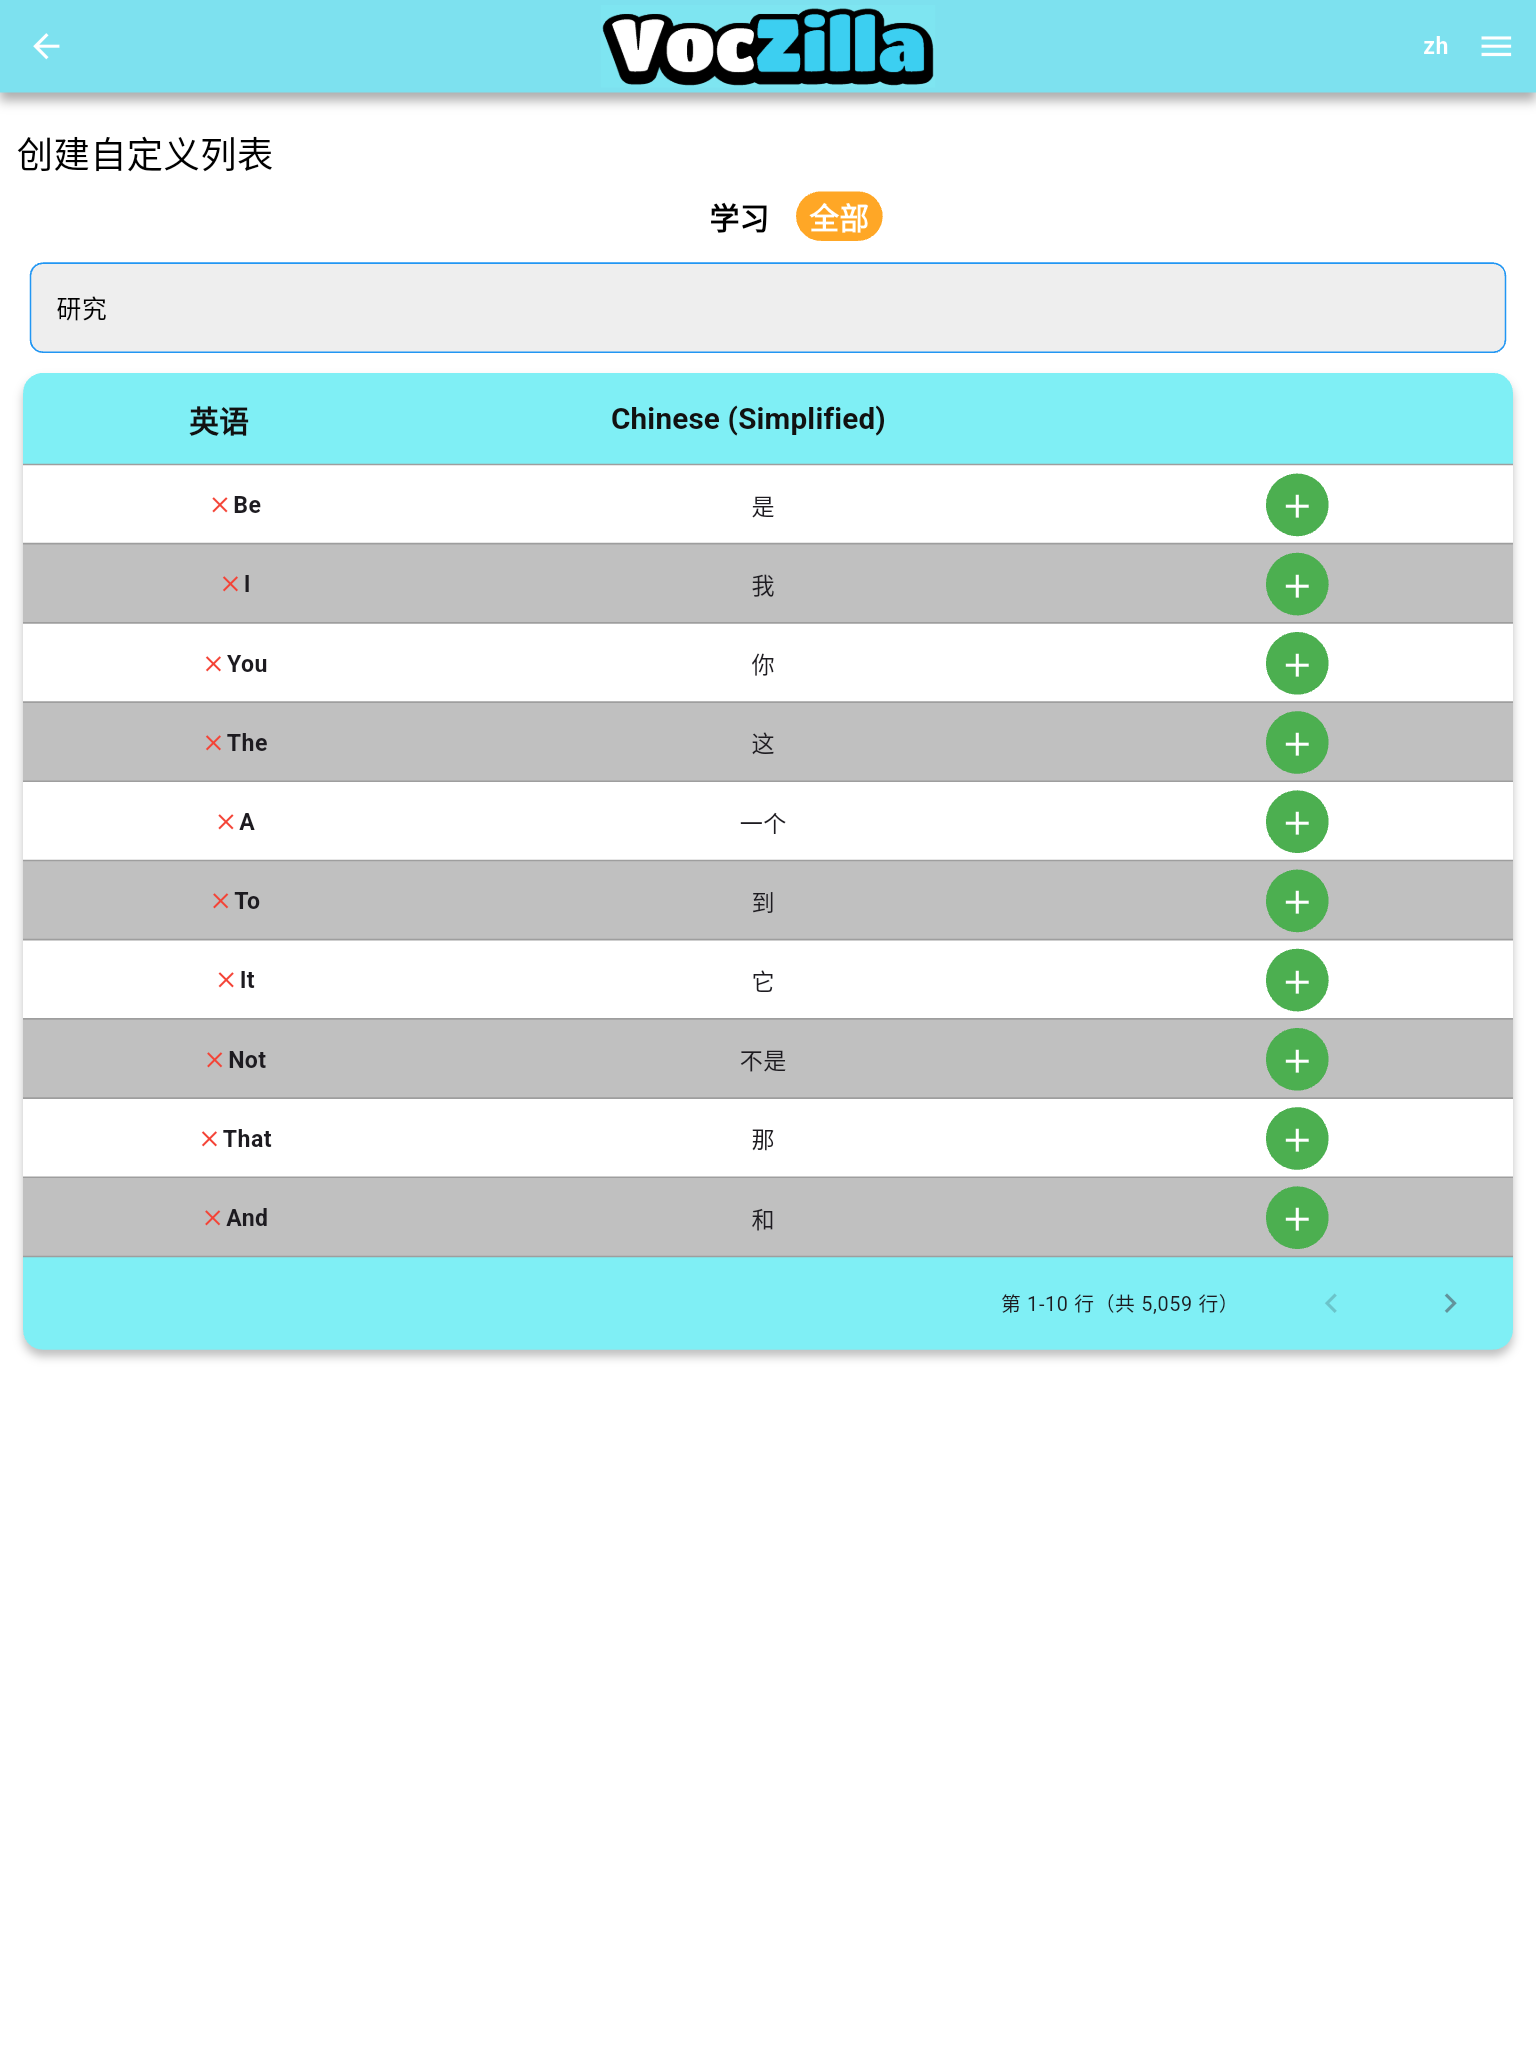 VocZilla
zh
创建自定义列表
学习 全部
研究
英语 Chinese (Simplified)
Be 是
I 我
You 你
The 这
A 一个
To 到
It 它
Not 不是
That 那
And 和
第 1-10 行（共 5,059 行）